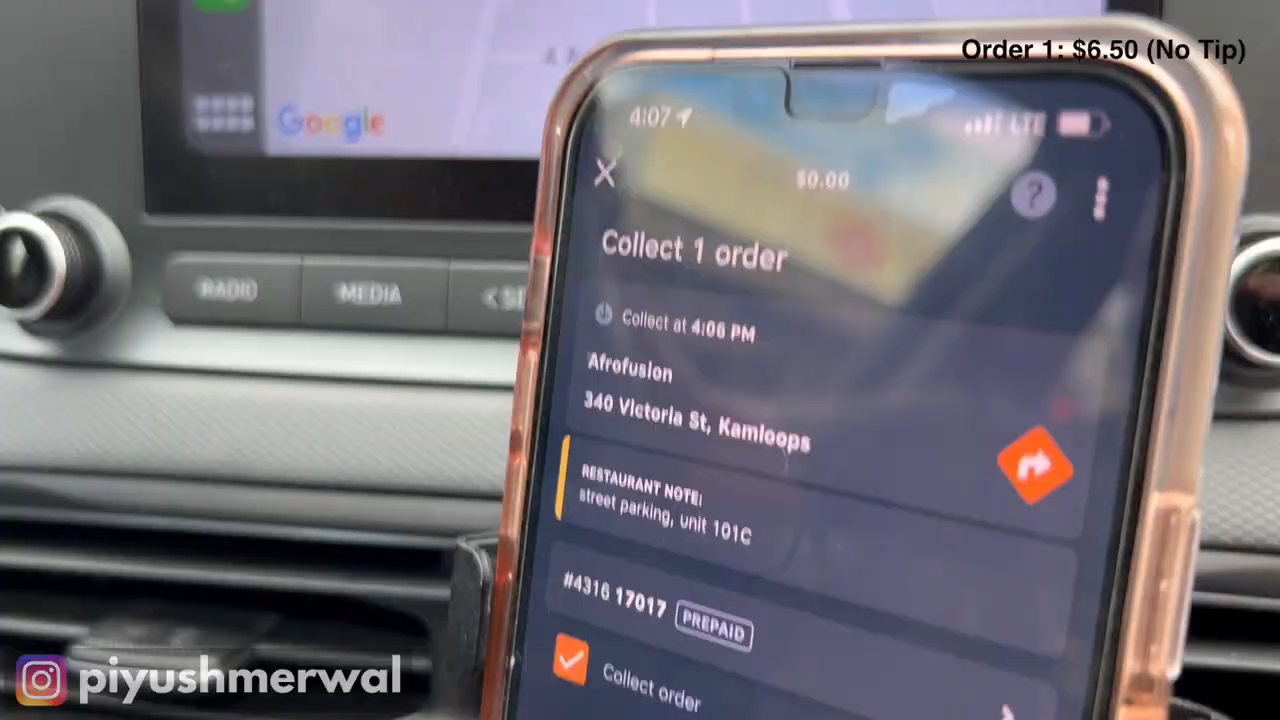 Order 1: $6.50 (No Tip)
Google
4:07
LTE
$0.00
?
Collect 1 order
Collect at 4:06 PM
Afrofusion
340 Victoria St, Kamloops
RESTAURANT NOTE:
street parking, unit 101C
#4316 17017 PREPAID
Collect order
RADIO
MEDIA
piyushmerwal